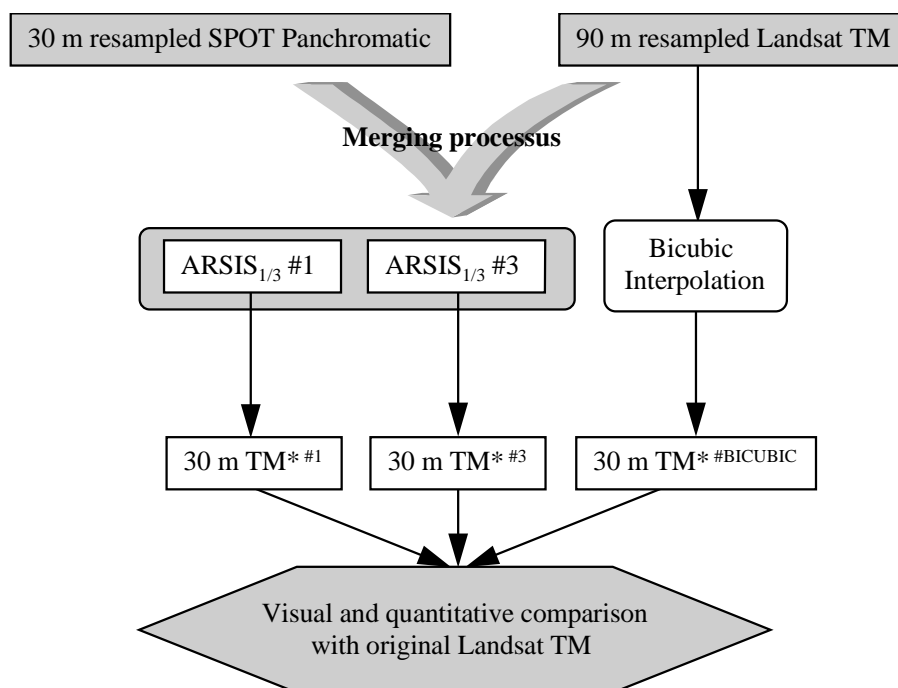 30 m resampled SPOT Panchromatic
90 m resampled Landsat TM
Merging processus
ARSIS1/3 #1
ARSIS1/3 #3
Bicubic
Interpolation
30 m TM* #1
30 m TM* #3
30 m TM* #BICUBIC
Visual and quantitative comparison
with original Landsat TM